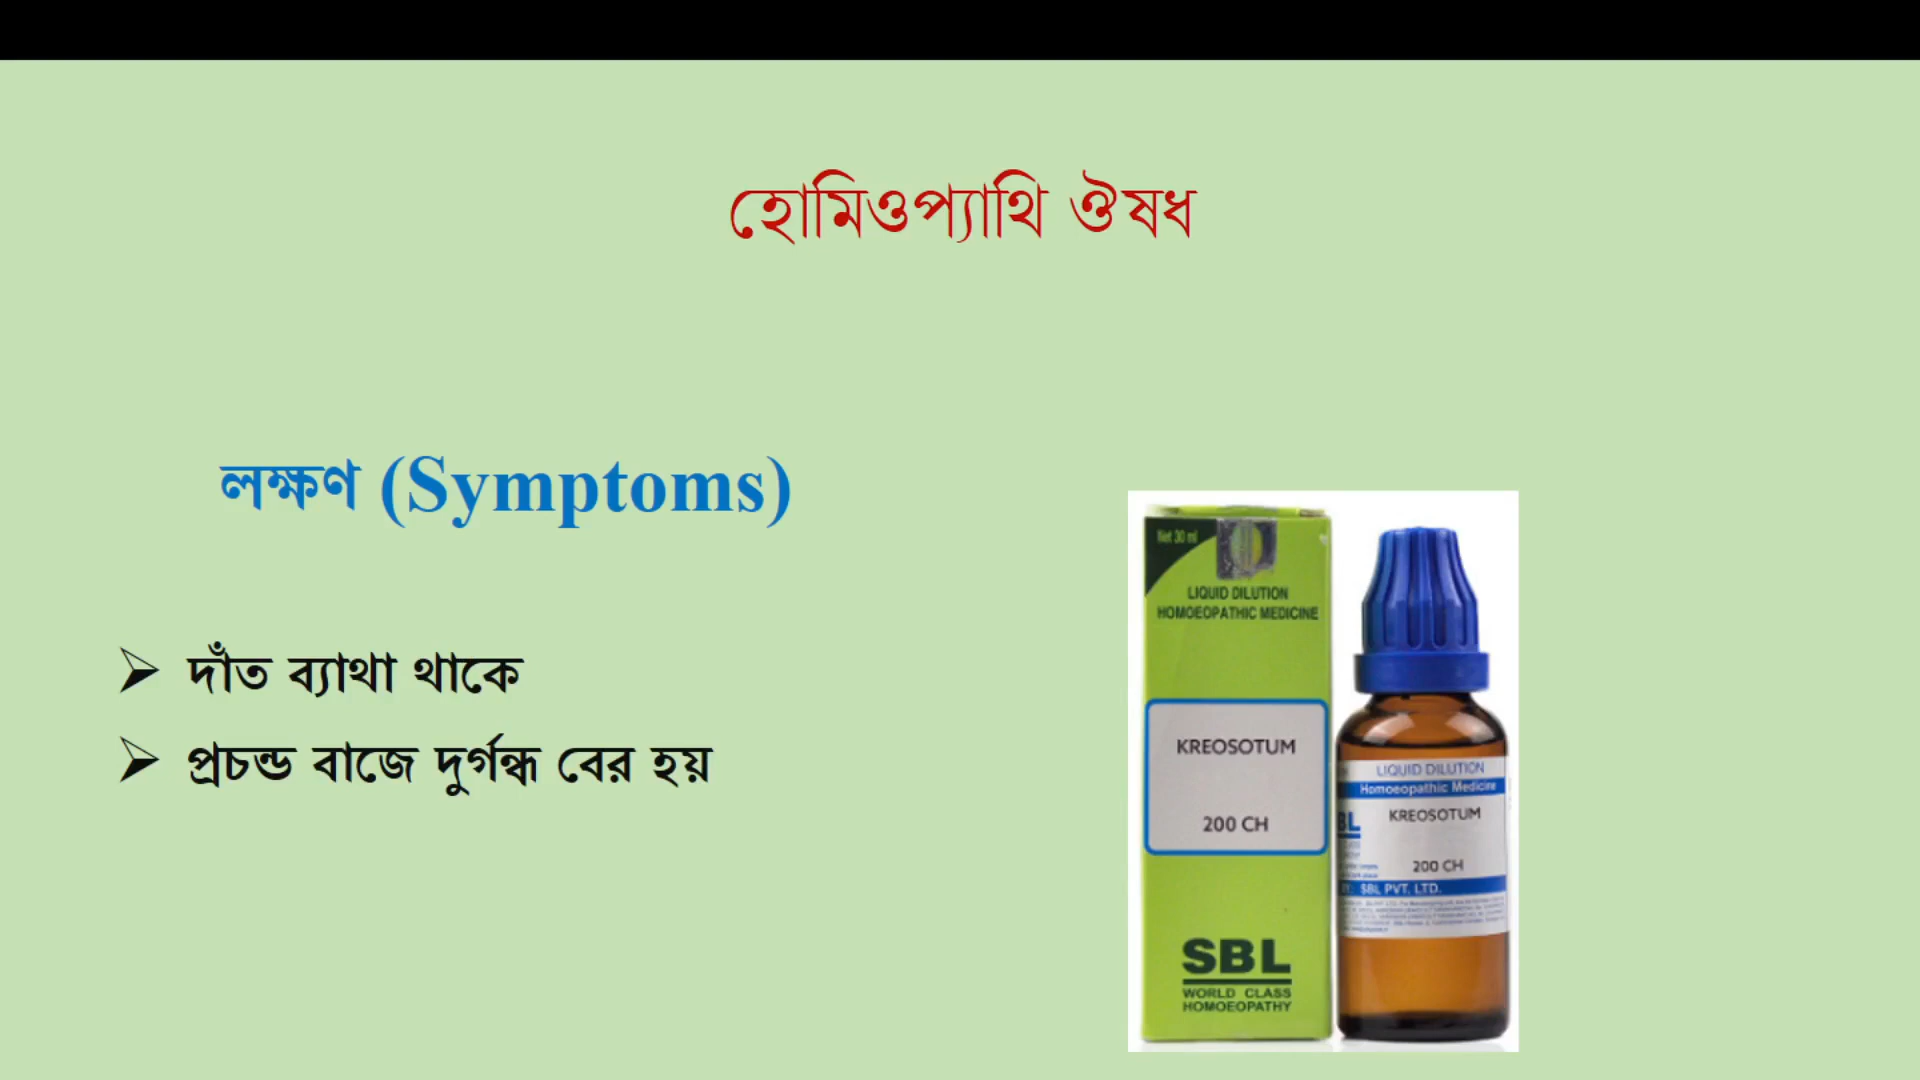 হোমিওপ্যাথি ঔষধ
লক্ষণ (Symptoms)
➢ দাঁত ব্যাথা থাকে
➢ প্রচন্ড বাজে দুর্গন্ধ বের হয়
Net 30 ml
LIQUID DILUTION
HOMOEOPATHIC MEDICINE
KREOSOTUM
200 CH
SBL
WORLD CLASS
HOMOEOPATHY
LIQUID DILUTION
Homoeopathic Medicine
BL
KREOSOTUM
200 CH
SBL PVT. LTD.